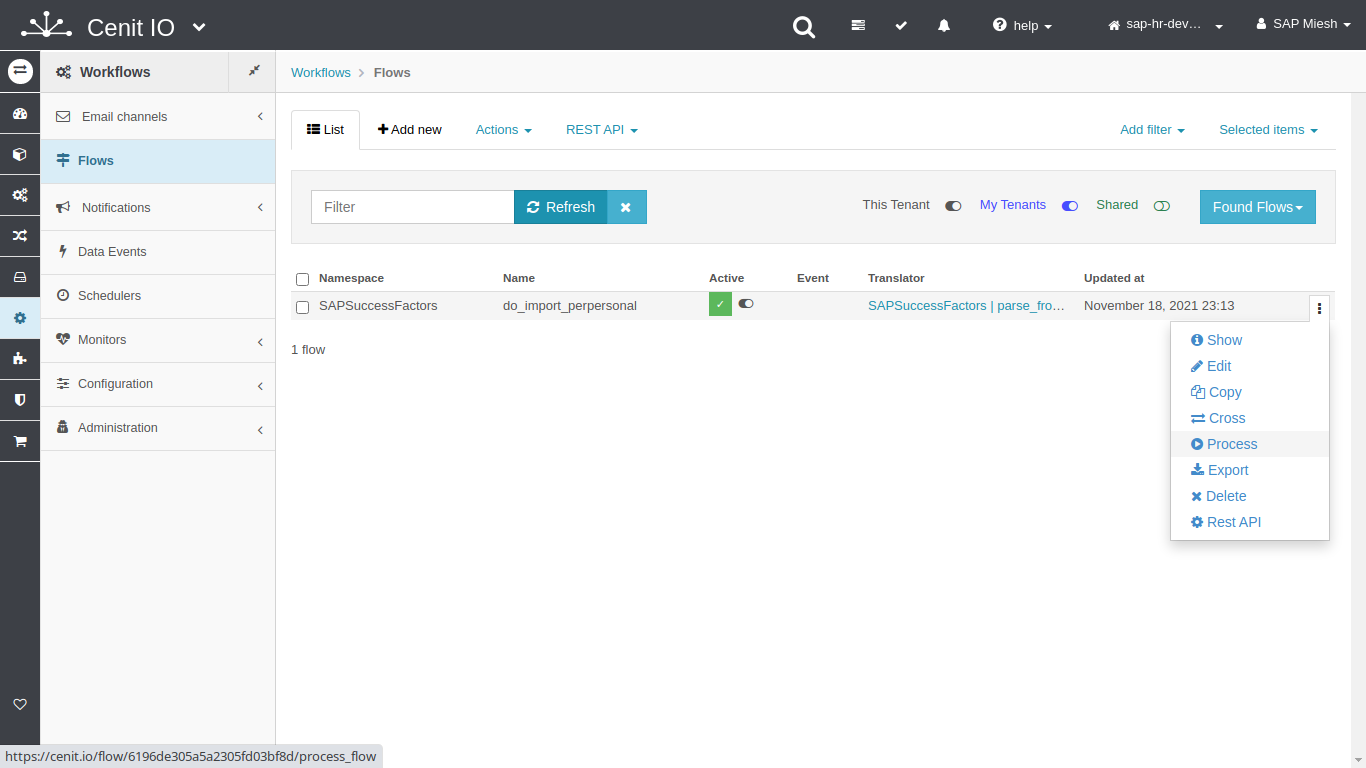 Cenit IO
help
sap-hr-dev…
SAP Miesh
Workflows
Workflows
Flows
Email channels
Flows
Notifications
Data Events
Schedulers
Monitors
Configuration
Administration
List
Add new
Actions
REST API
Add filter
Selected items
Filter
Refresh
This Tenant
My Tenants
Shared
Found Flows
Namespace Name Active Event Translator Updated at
SAPSuccessFactors do_import_perpersonal ✓ SAPSuccessFactors | parse_fro… November 18, 2021 23:13
1 flow
Show
Edit
Copy
Cross
Process
Export
Delete
Rest API
https://cenit.io/flow/6196de305a5a2305fd03bf8d/process_flow